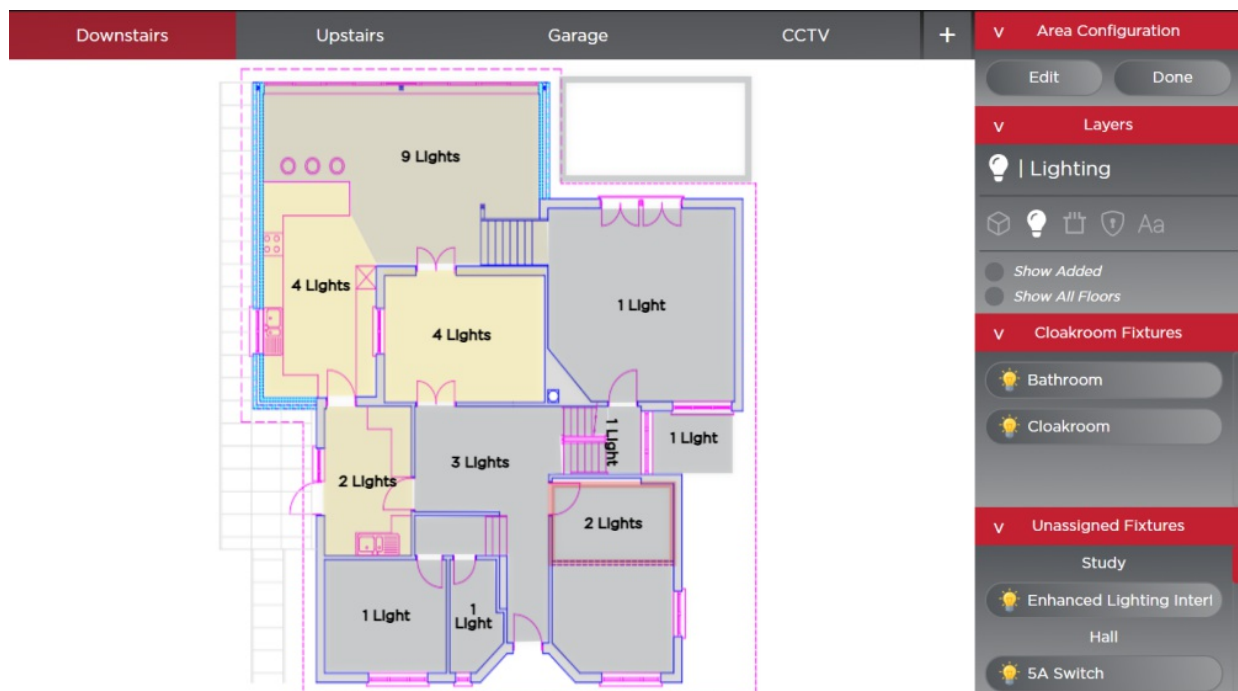 Downstairs
Upstairs
Garage
CCTV
+
v Area Configuration
Edit
Done
v Layers
| Lighting
Aa
Show Added
Show All Floors
v Cloakroom Fixtures
Bathroom
Cloakroom
v Unassigned Fixtures
Study
Enhanced Lighting Inter
Hall
5A Switch
9 Lights
4 Lights
1 Light
4 Lights
1 Light
1 Light
3 Lights
2 Lights
2 Lights
1 Light
1
Light